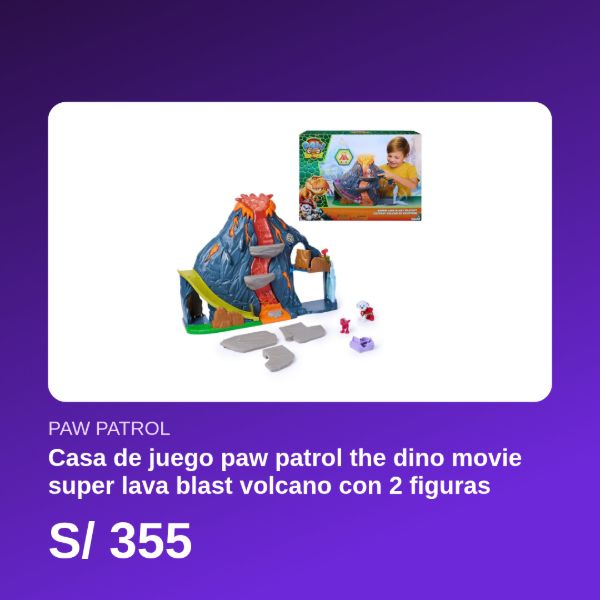 PAW PATROL
Casa de juego paw patrol the dino movie
super lava blast volcano con 2 figuras
S/ 355